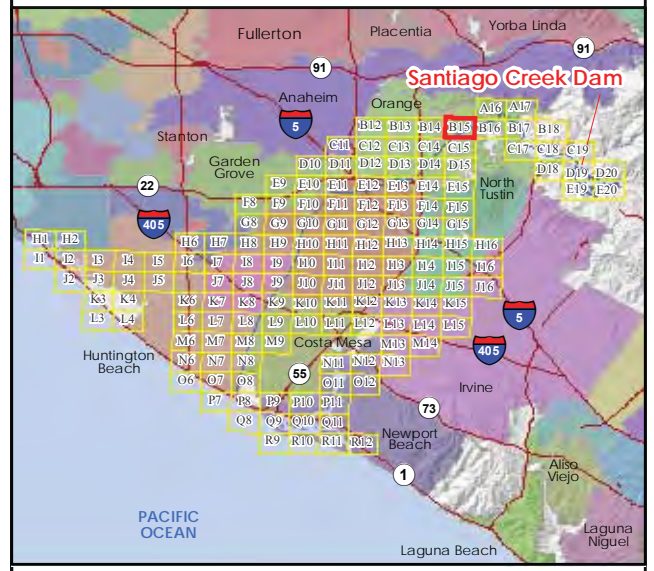 Yorba Linda
Placentia
Fullerton
91
91
Santiago Creek Dam
Anaheim
Orange
A16 A17
5
B12 B13 B14 B15 B16 B17 B18
Stanton
C11 C12 C13 C14 C15 C17 C18 C19
Garden
Grove
D10 D11 D12 D13 D14 D15 D18 D19 D20
North
Tustin
22
E9 E10 E11 E12 E13 E14 E15 E19 E20
F8 F9 F10 F11 F12 F13 F14 F15
405
G8 G9 G10 G11 G12 G13 G14 G15
H1 H2 H6 H7 H8 H9 H10 H11 H12 H13 H14 H15 H16
I1 I2 I3 I4 I5 I6 I7 I8 I9 I10 I11 I12 I13 I14 I15 I16
J2 J3 J4 J5 J7 J8 J9 J10 J11 J12 J13 J14 J15 J16
K3 K4 K6 K7 K8 K9 K10 K11 K12 K13 K14 K15
5
L3 L4 L6 L7 L8 L9 L10 L11 L12 L13 L14 L15
M6 M7 M8 M9 Costa Mesa M13 M14
405
Huntington
Beach
N6 N7 N8 N11 N12 N13
55
O6 O7 O8 O11 O12
Irvine
P7 P8 P9 P10 P11
73
Q8 Q9 Q10 Q11
Newport
Beach
R9 R10 R11 R12
1
Aliso
Viejo
PACIFIC
OCEAN
Laguna
Niguel
Laguna Beach